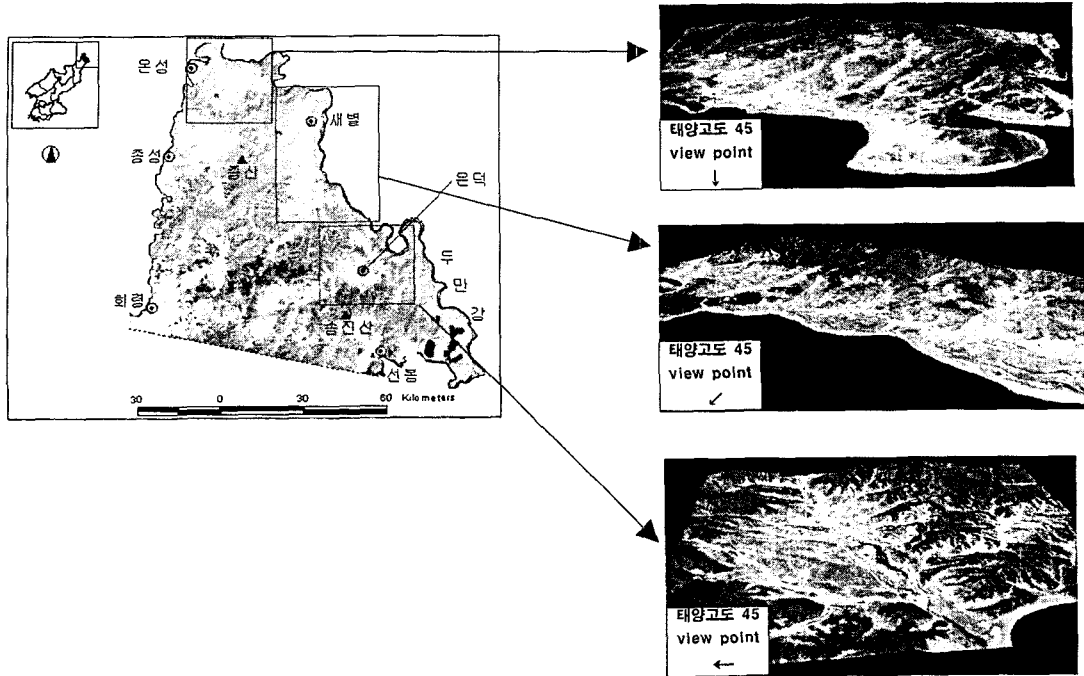 온성
새별
종성
증산
은덕
두
만
강
회령
송진산
선봉
30 0 30 60 Kilometers
태양고도 45
view point
↓
태양고도 45
view point
↙
태양고도 45
view point
←